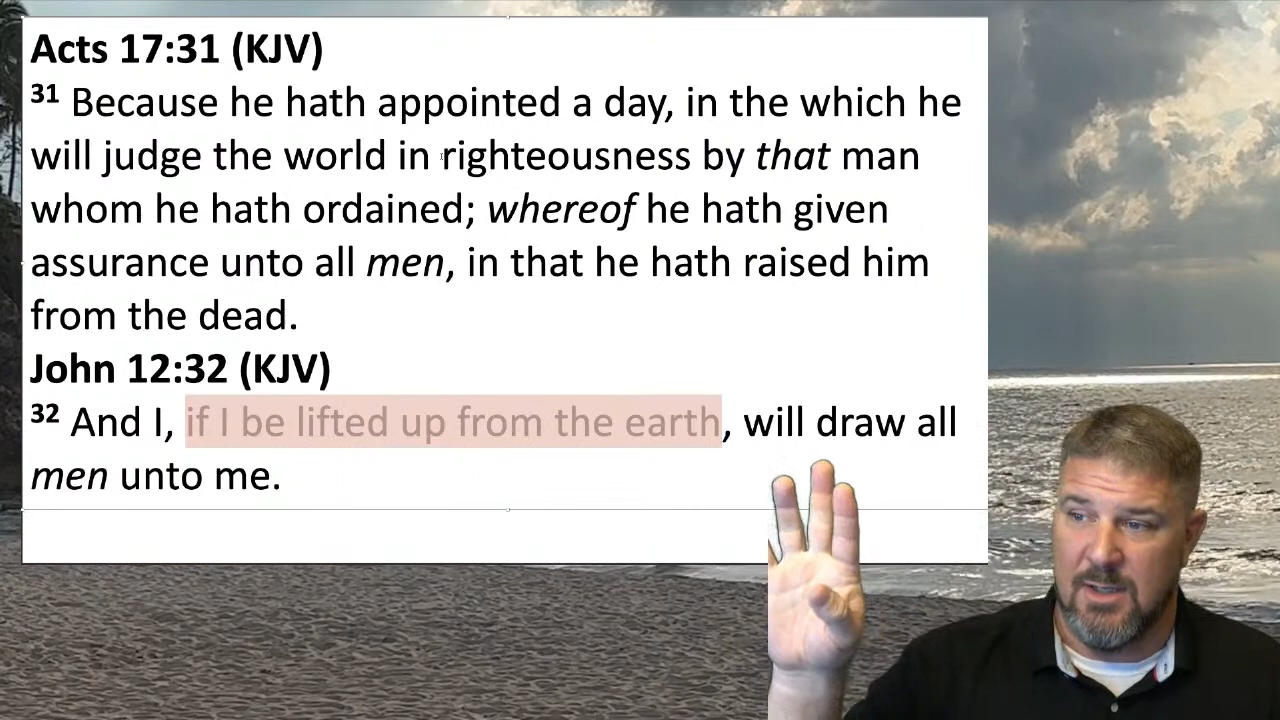 Acts 17:31 (KJV)
31 Because he hath appointed a day, in the which he
will judge the world in righteousness by that man
whom he hath ordained; whereof he hath given
assurance unto all men, in that he hath raised him
from the dead.
John 12:32 (KJV)
32 And I, if I be lifted up from the earth, will draw all
men unto me.